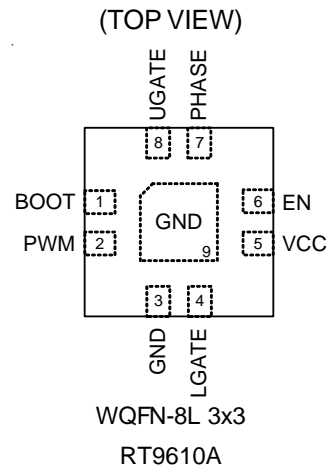 (TOP VIEW)
UGATE
PHASE
8
7
BOOT 1
6 EN
GND
PWM 2
5 VCC
9
3
4
GND
LGATE
WQFN-8L 3x3
RT9610A